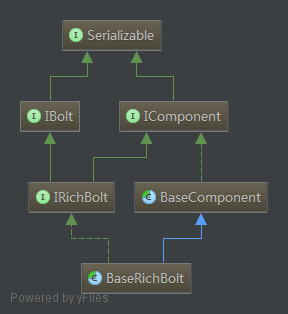 Serializable
IBolt
IComponent
IRichBolt
BaseComponent
BaseRichBolt
Powered by yFiles